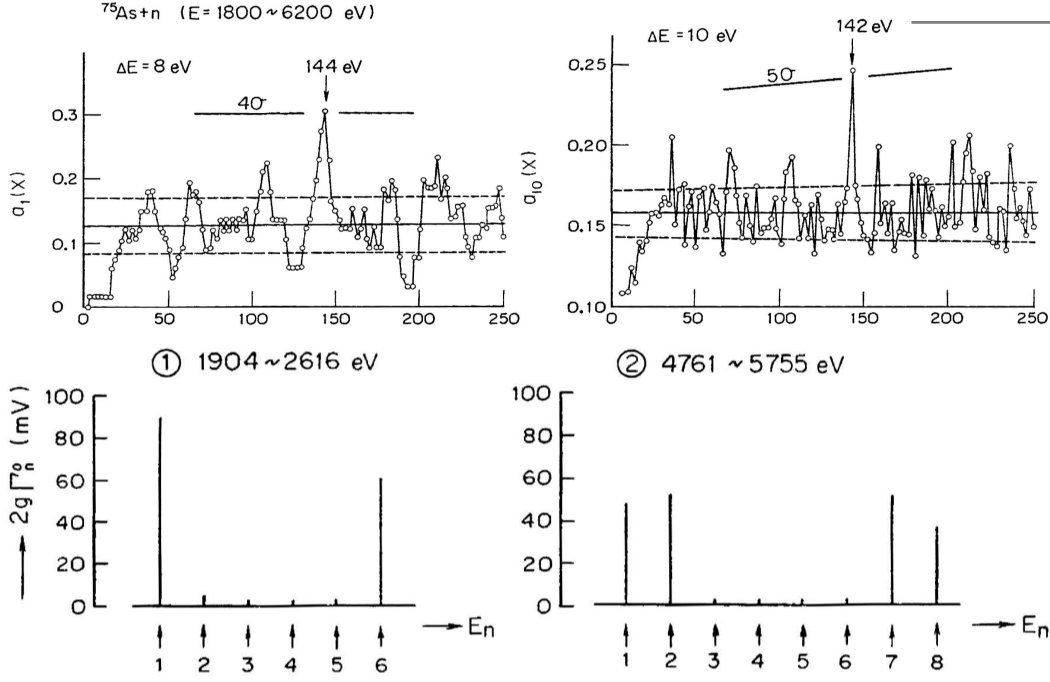 ⁷⁵As+n (E = 1800 ~ 6200 eV)
ΔE = 8 eV
144 eV
4σ
a₁(X)
0.3
0.2
0.1
0
0 50 100 150 200 250
ΔE = 10 eV
142 eV
5σ
a₁₀(X)
0.25
0.20
0.15
0.10
0 50 100 150 200 250
① 1904 ~ 2616 eV
→ 2gΓₙ⁰ (mV)
100
80
60
40
20
0
→ Eₙ
1 2 3 4 5 6
② 4761 ~ 5755 eV
100
80
60
40
20
0
→ Eₙ
1 2 3 4 5 6 7 8